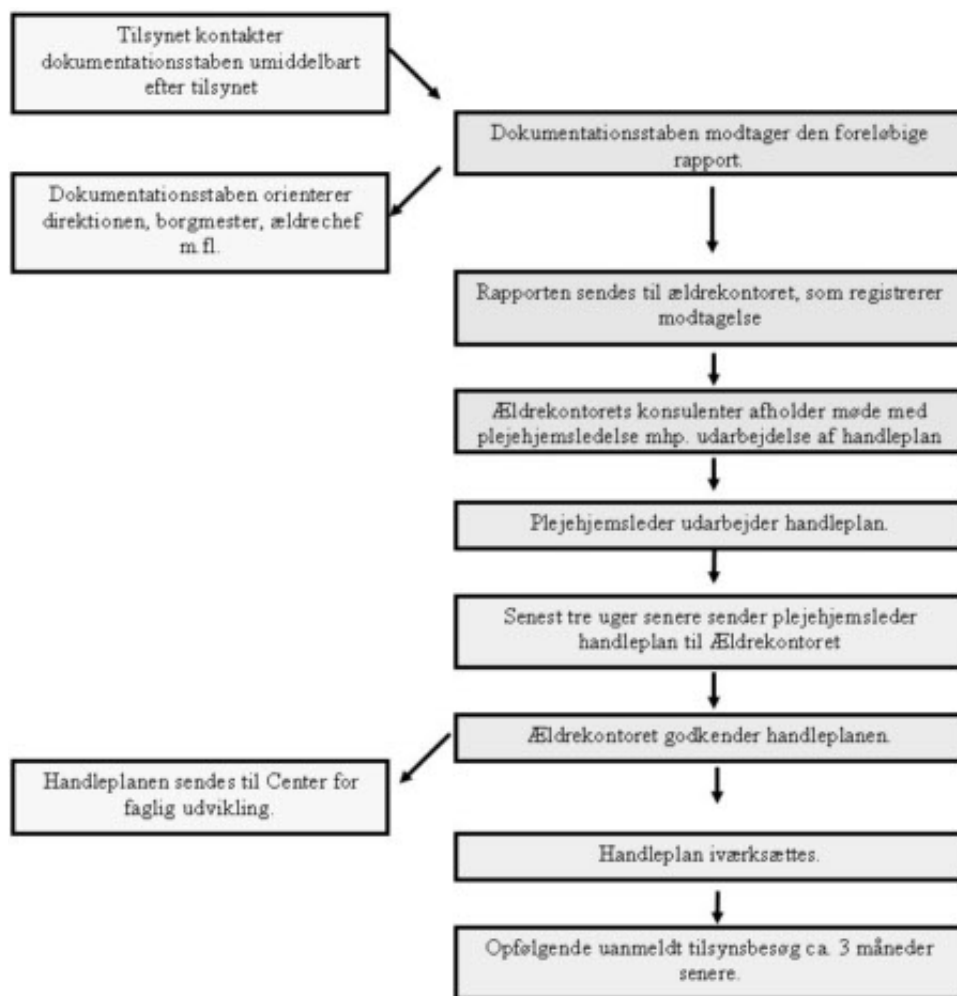 Tilsynet kontakter
dokumentationsstaben umiddelbart
efter tilsynet
Dokumentationsstaben modtager den foreløbige
rapport.
Dokumentationsstaben orienterer
direktionen, borgmester, ældrechef
m.fl.
Rapporten sendes til ældrekontoret, som registrerer
modtagelse
Ældrekontorets konsulenter afholder møde med
plejehjemsledelse mhp. udarbejdelse af handleplan
Plejehjemsleder udarbejder handleplan.
Senest tre uger senere sender plejehjemsleder
handleplan til Ældrekontoret
Ældrekontoret godkender handleplanen.
Handleplanen sendes til Center for
faglig udvikling.
Handleplan iværksættes.
Opfølgende uanmeldt tilsynsbesøg ca. 3 måneder
senere.